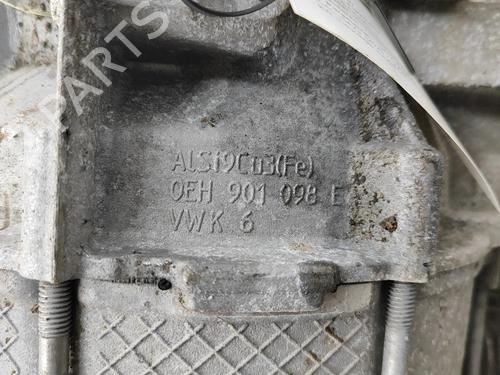 PARTS
AlSi9Cu3(Fe)
0EH 901 098 E
VWK 6